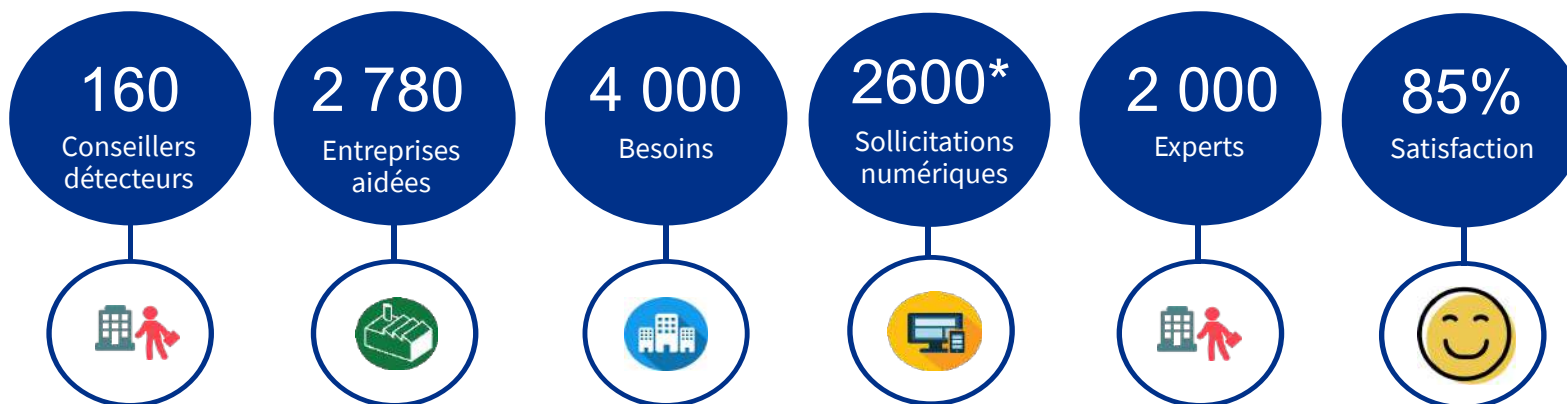 160
Conseillers
détecteurs
2 780
Entreprises
aidées
4 000
Besoins
2600*
Sollicitations
numériques
2 000
Experts
85%
Satisfaction